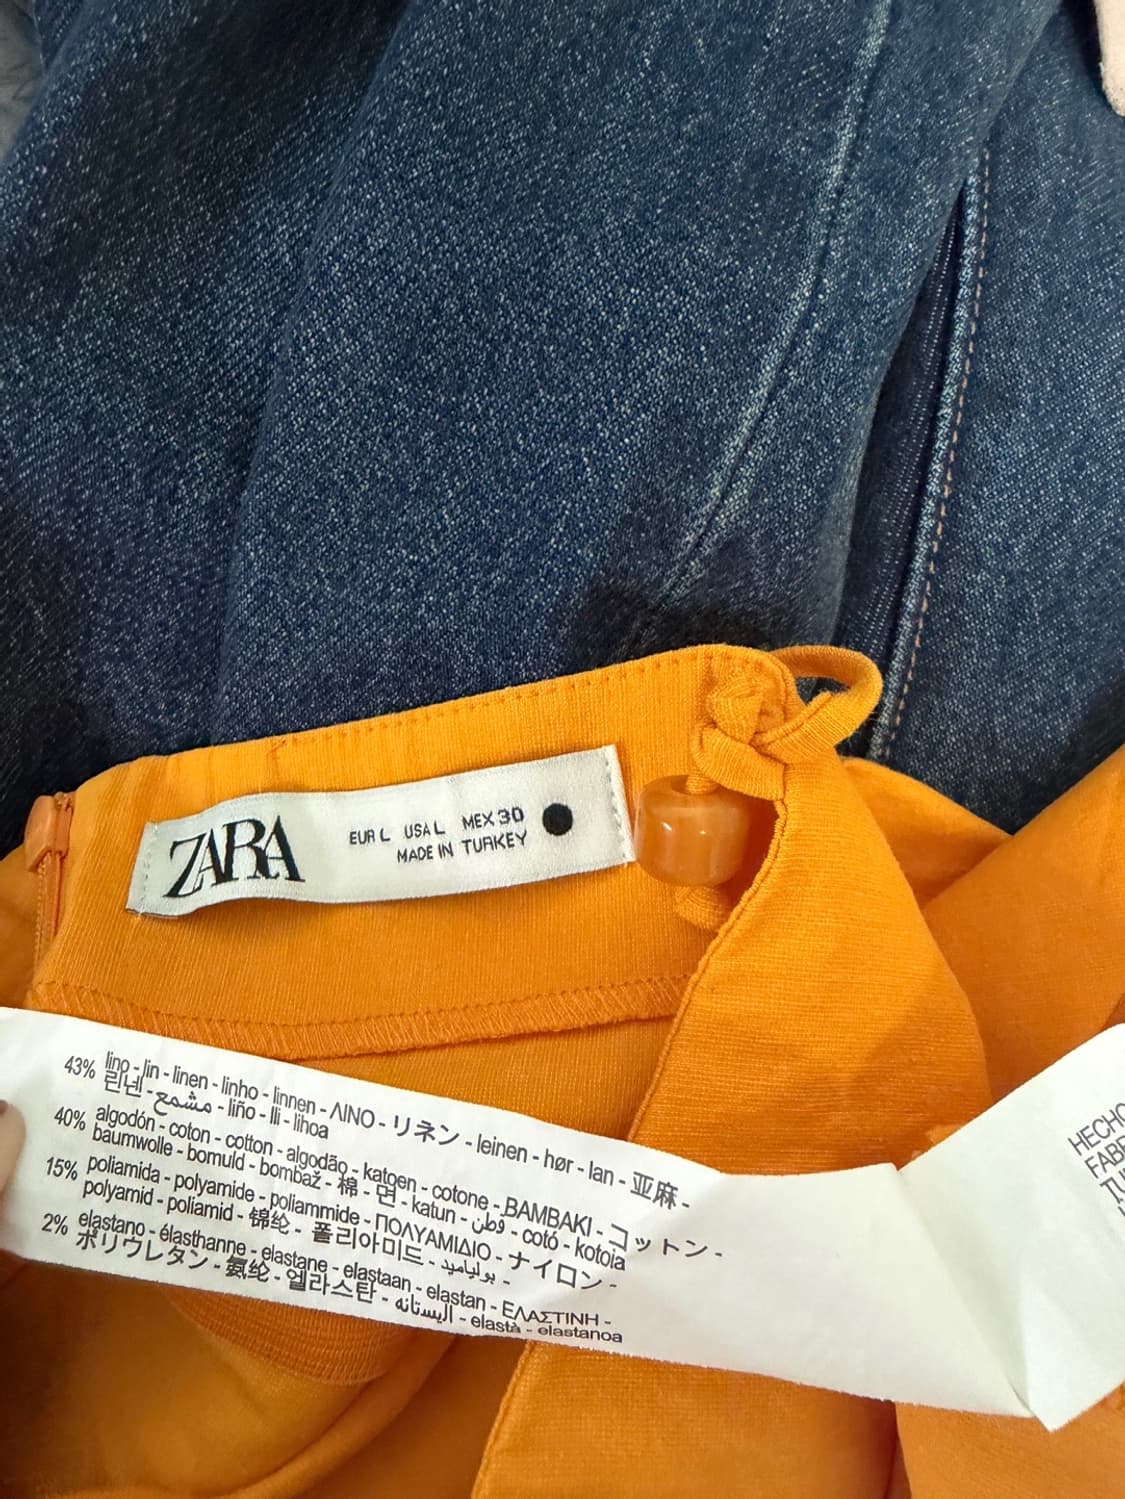 ZARA
EUR L USA L MEX 30
MADE IN TURKEY
43% lino - lin - linen - linho - linnen - ΛΙΝΟ - リネン - leinen - hør - lan - 亚麻 -
린넨 - مشمع - liño - lli - lihoa
40% algodón - coton - cotton - algodão - katoen - cotone - BAMBAKI - コットン -
baumwolle - bomuld - bombaž - 棉 - 면 - katun - قطن - cotó - kotoia
15% poliamida - polyamide - poliammide - ΠΟΛΥΑΜΙΔΙΟ - ナイロン -
polyamid - poliamid - 锦纶 - 폴리아미드 - بولياميد -
2% elastano - élasthanne - elastane - elastaan - elastan - ΕΛΑΣΤΙΝΗ -
ポリウレタン - 氨纶 - 엘라스탄 - اليستانه - elastà - elastanoa
HECHO